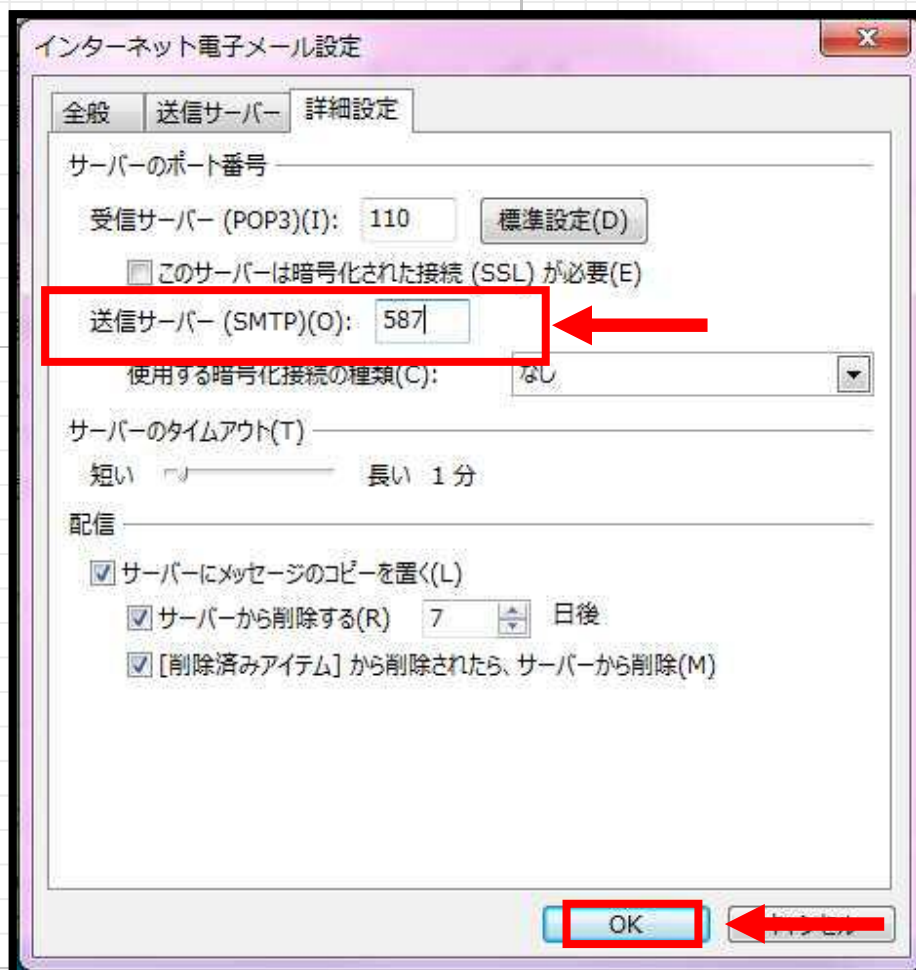 インターネット電子メール設定
全般 送信サーバー 詳細設定
サーバーのポート番号
受信サーバー (POP3)(I): 110 標準設定(D)
このサーバーは暗号化された接続 (SSL) が必要(E)
送信サーバー (SMTP)(O): 587
使用する暗号化接続の種類(C): なし
サーバーのタイムアウト(T)
短い 長い 1 分
配信
サーバーにメッセージのコピーを置く(L)
サーバーから削除する(R) 7 日後
[削除済みアイテム] から削除されたら、サーバーから削除(M)
OK